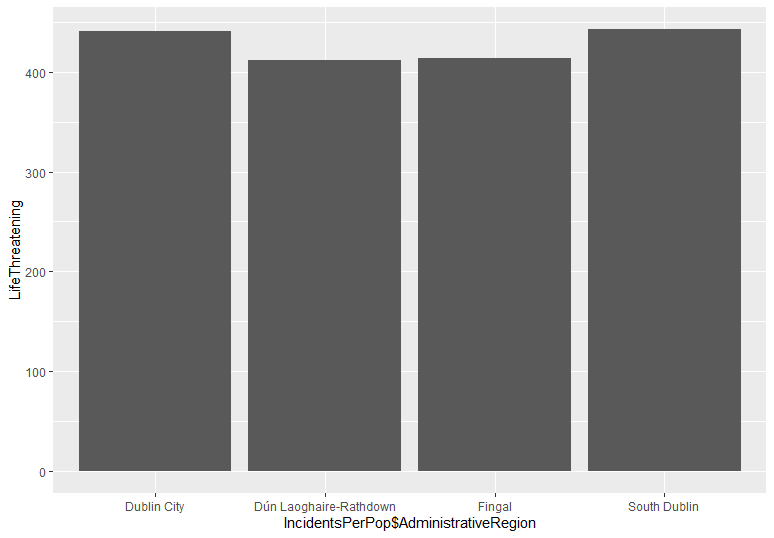 LifeThreatening
400
300
200
100
0
Dublin City Dún Laoghaire-Rathdown Fingal South Dublin
IncidentsPerPop$AdministrativeRegion